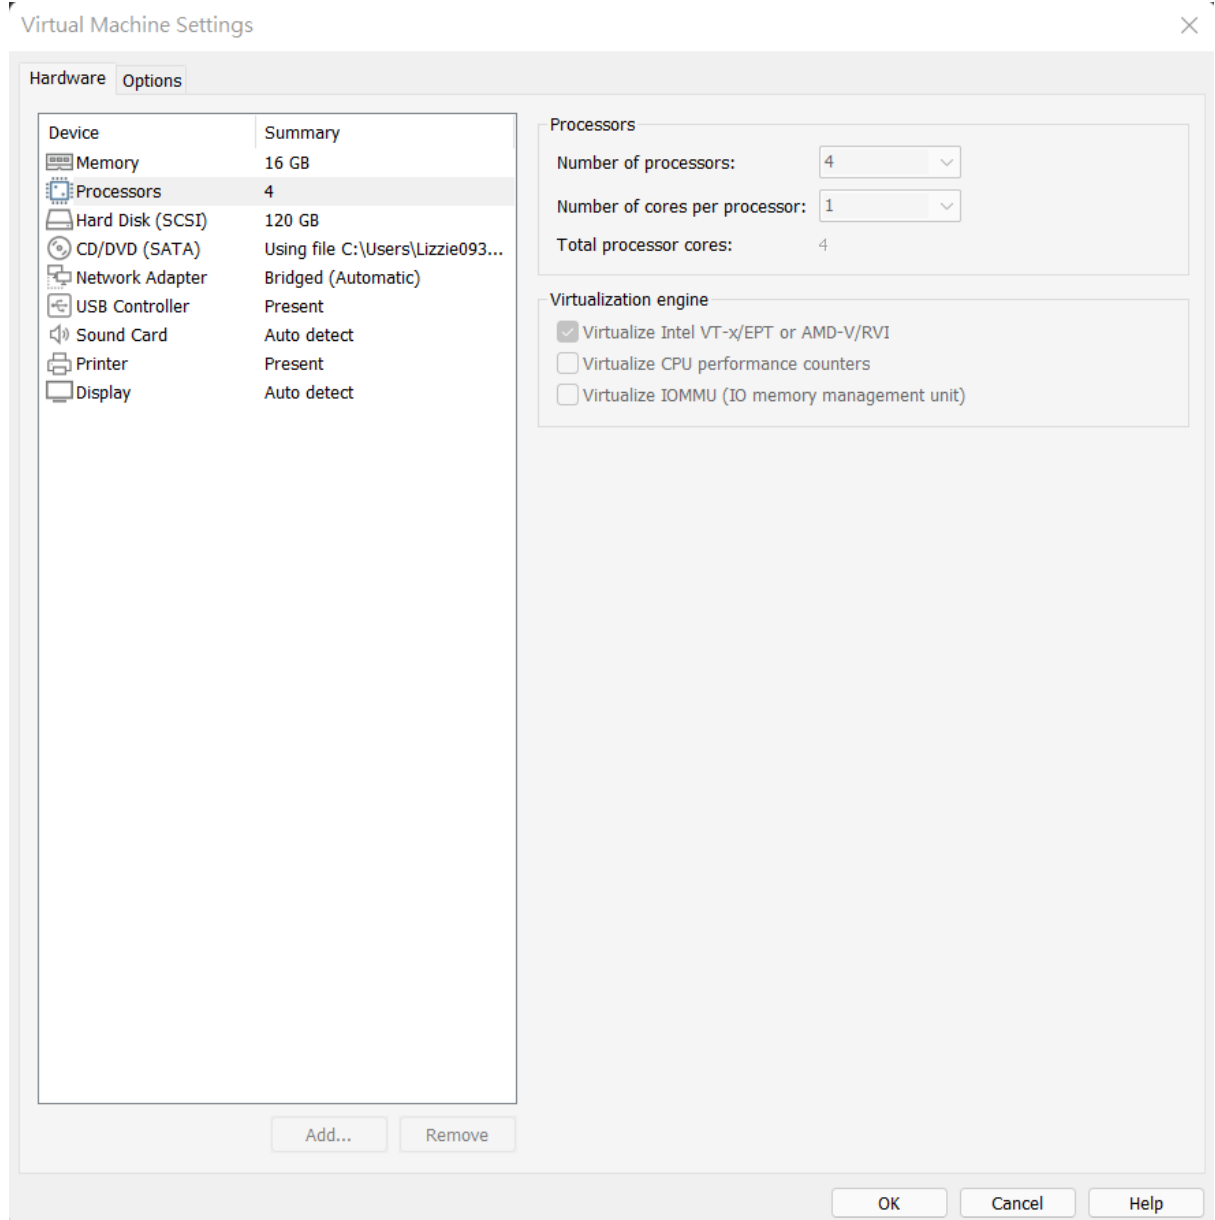 Virtual Machine Settings
Hardware Options
Device Summary
Memory 16 GB
Processors 4
Hard Disk (SCSI) 120 GB
CD/DVD (SATA) Using file C:\Users\Lizzie093...
Network Adapter Bridged (Automatic)
USB Controller Present
Sound Card Auto detect
Printer Present
Display Auto detect
Add... Remove
Processors
Number of processors: 4
Number of cores per processor: 1
Total processor cores: 4
Virtualization engine
Virtualize Intel VT-x/EPT or AMD-V/RVI
Virtualize CPU performance counters
Virtualize IOMMU (IO memory management unit)
OK Cancel Help